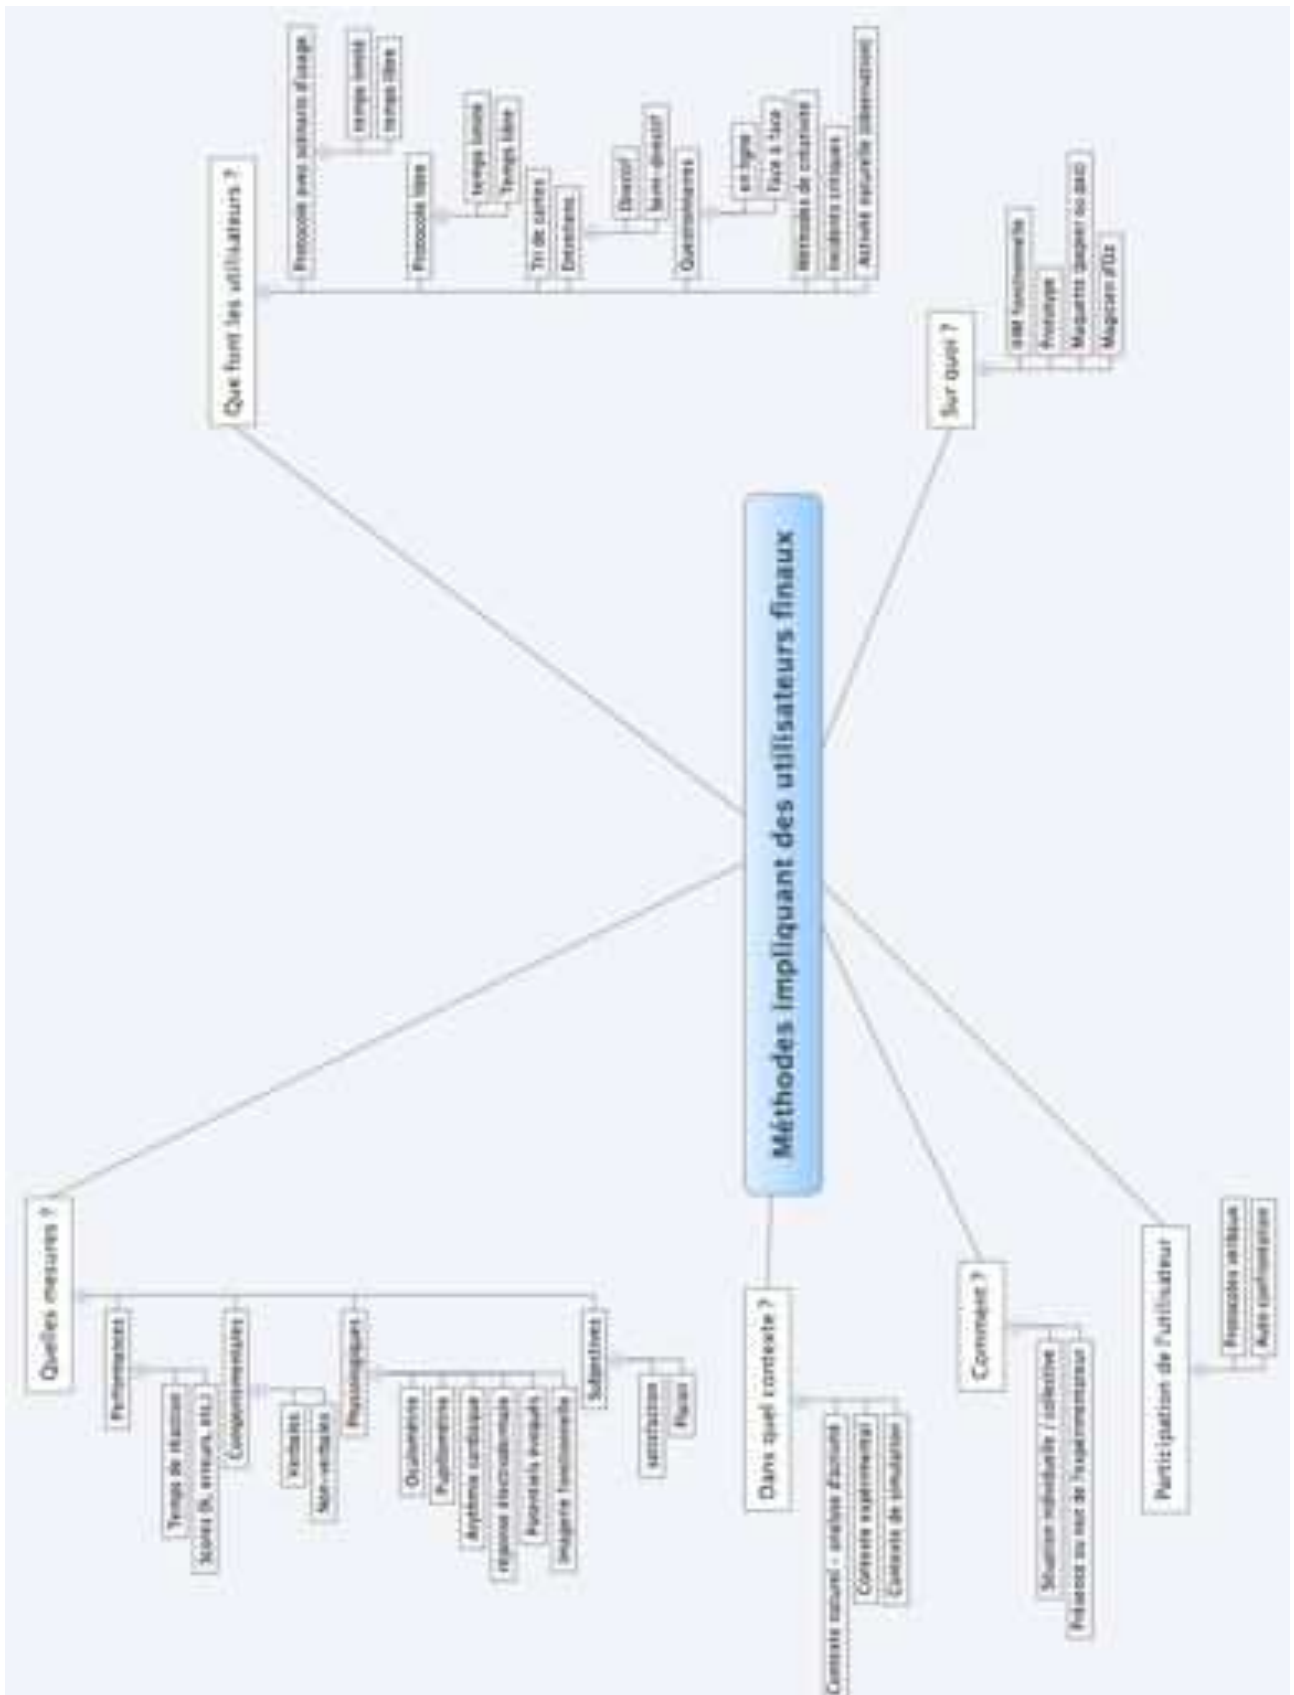 Méthodes impliquant des utilisateurs finaux
Quelles mesures ?
Performances
Temps de réaction
Scores (N. erreurs, etc.)
Comportementales
Verbales
Non-verbales
Physiologiques
Oculométrie
Pupillométrie
Arythmie cardiaque
réponse électrodermale
Potentiels évoqués
Imagerie fonctionnelle
Subjectives
satisfaction
Plaisir
Que font les utilisateurs ?
Protocole avec scénario d'usage
temps limité
temps libre
Protocole libre
temps limité
Temps libre
Tri de cartes
Entretiens
Directif
Semi-directif
Questionnaires
en ligne
Face à face
Méthodes de créativité
Incidents critiques
Activité naturelle (observation)
Dans quel contexte ?
Contexte naturel - analyse d'activité
Contexte expérimental
Contexte de simulation
Sur quoi ?
IHM fonctionnelle
Prototype
Maquette (papier ou pas)
Magicien d'Oz
Comment ?
Situation individuelle / collective
Présence ou non de l'expérimentateur
Participation de l'utilisateur
Protocoles verbaux
Auto-confrontation